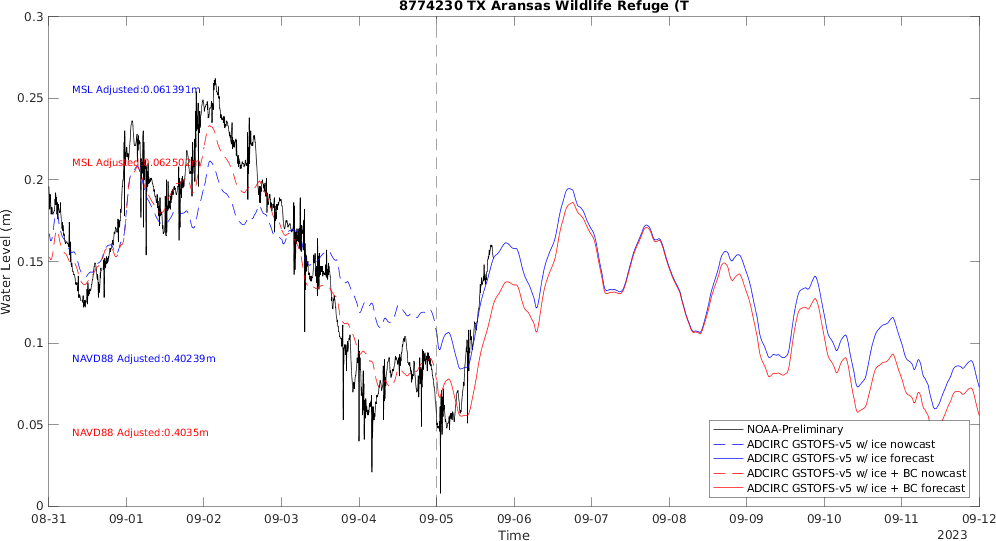 8774230 TX Aransas Wildlife Refuge (T
0.3
0.25
0.2
0.15
0.1
0.05
0
Water Level (m)
MSL Adjusted:0.061391m
MSL Adjusted:0.062502m
NAVD88 Adjusted:0.40239m
NAVD88 Adjusted:0.4035m
NOAA-Preliminary
ADCIRC GSTOFS-v5 w/ ice nowcast
ADCIRC GSTOFS-v5 w/ ice forecast
ADCIRC GSTOFS-v5 w/ ice + BC nowcast
ADCIRC GSTOFS-v5 w/ ice + BC forecast
08-31 09-01 09-02 09-03 09-04 09-05 09-06 09-07 09-08 09-09 09-10 09-11 09-12
Time
2023